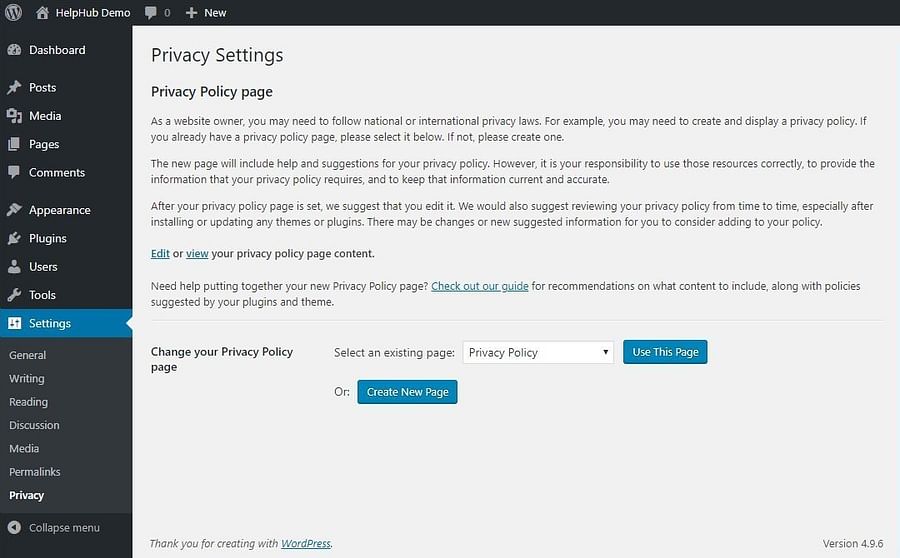 HelpHub Demo 0 New
Dashboard
Posts
Media
Pages
Comments
Appearance
Plugins
Users
Tools
Settings
General
Writing
Reading
Discussion
Media
Permalinks
Privacy
Collapse menu
Privacy Settings
Privacy Policy page
As a website owner, you may need to follow national or international privacy laws. For example, you may need to create and display a privacy policy. If
you already have a privacy policy page, please select it below. If not, please create one.
The new page will include help and suggestions for your privacy policy. However, it is your responsibility to use those resources correctly, to provide the
information that your privacy policy requires, and to keep that information current and accurate.
After your privacy policy page is set, we suggest that you edit it. We would also suggest reviewing your privacy policy from time to time, especially after
installing or updating any themes or plugins. There may be changes or new suggested information for you to consider adding to your policy.
Edit or view your privacy policy page content.
Need help putting together your new Privacy Policy page? Check out our guide for recommendations on what content to include, along with policies
suggested by your plugins and theme.
Change your Privacy Policy
page
Select an existing page: Privacy Policy Use This Page
Or: Create New Page
Thank you for creating with WordPress. Version 4.9.6